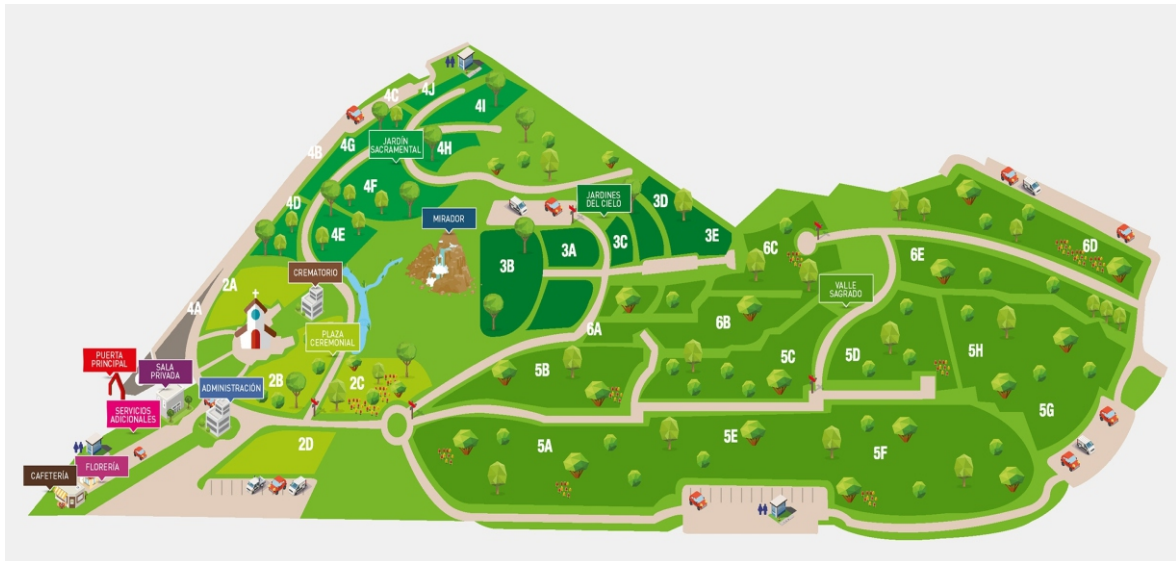 4J
4C
4I
4G
JARDÍN
SACRAMENTAL
4H
4B
4F
4D
4E
JARDINES
DEL CIELO
3D
MIRADOR
3C
3E
3A
3B
6C
6D
6E
CREMATORIO
2A
4A
VALLE
SAGRADO
PLAZA
CEREMONIAL
6A
6B
PUERTA
PRINCIPAL
SALA
PRIVADA
5B
5C
5D
5H
ADMINISTRACIÓN
2B
2C
5G
SERVICIOS
ADICIONALES
2D
5A
5E
5F
FLORERÍA
CAFETERÍA